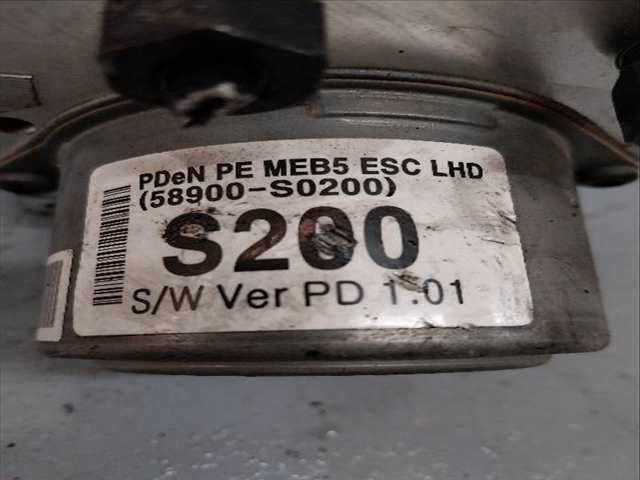 PDeN PE MEB5 ESC LHD
(58900-S0200)
S200
S/W Ver PD 1.01